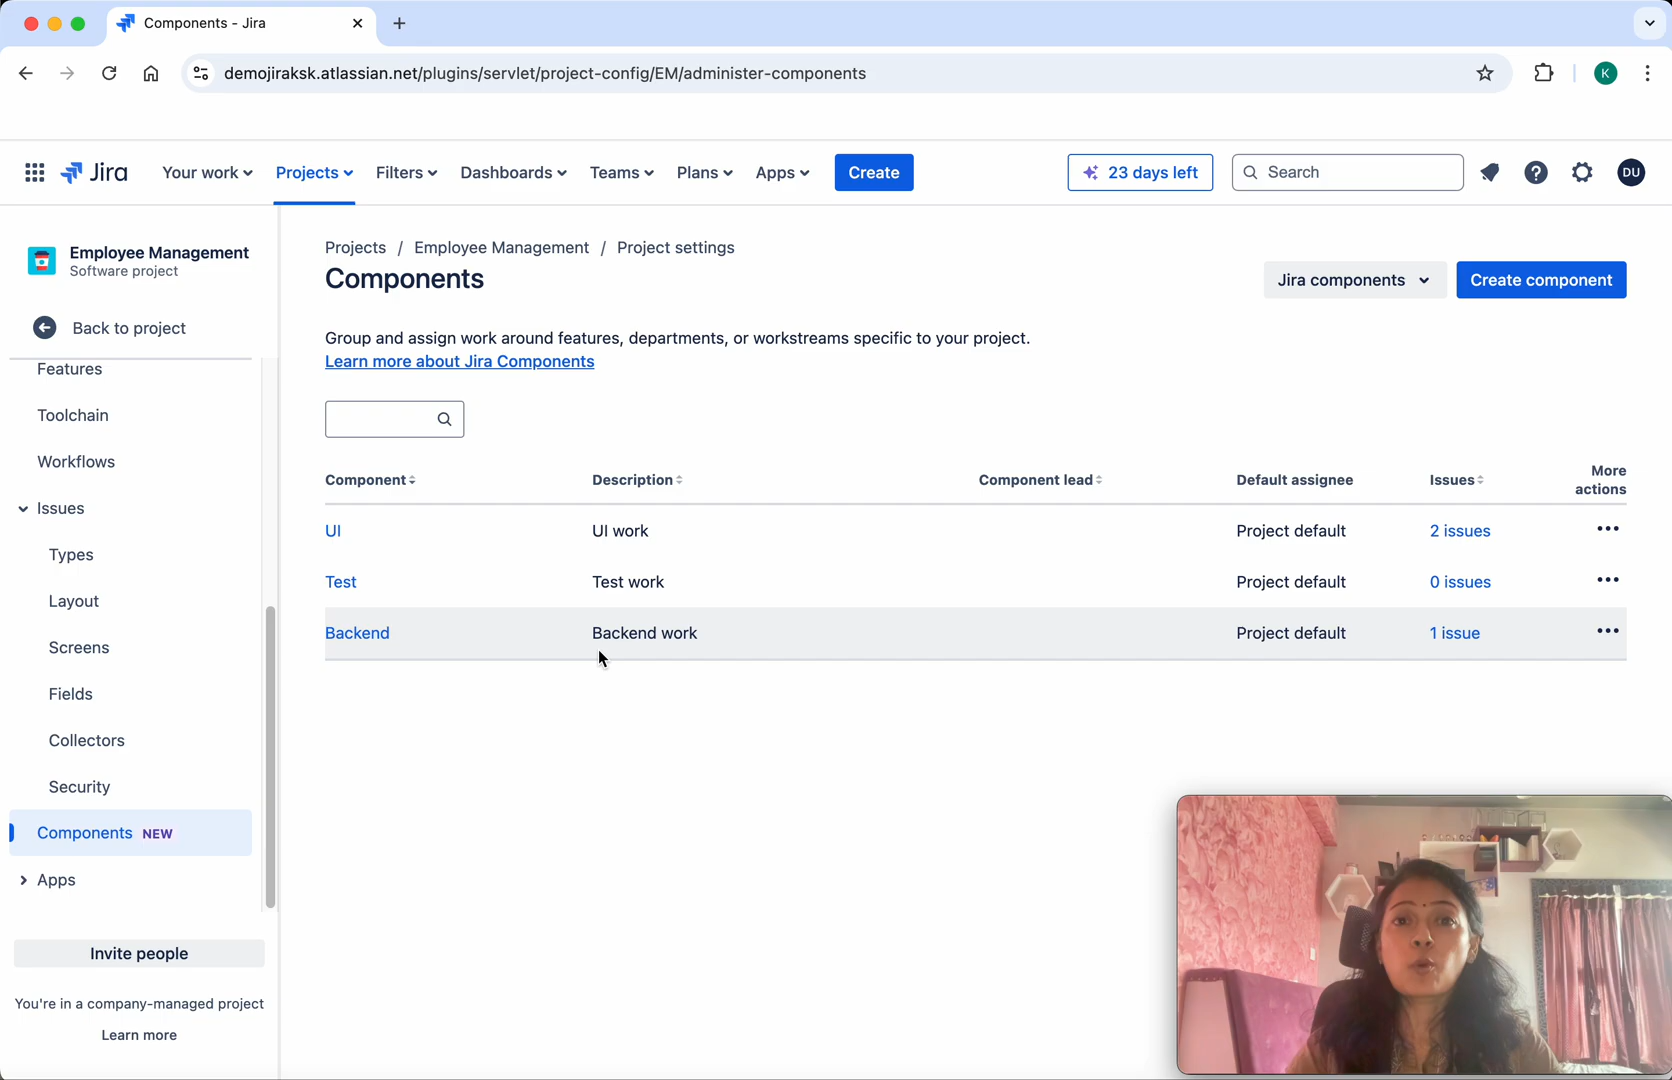 Components - Jira
demojiraksk.atlassian.net/plugins/servlet/project-config/EM/administer-components
K
Jira
Your work
Projects
Filters
Dashboards
Teams
Plans
Apps
Create
23 days left
Search
DU
Employee Management
Software project
Back to project
Features
Toolchain
Workflows
Issues
Types
Layout
Screens
Fields
Collectors
Security
Components NEW
Apps
Invite people
You're in a company-managed project
Learn more
Projects / Employee Management / Project settings
Components
Jira components
Create component
Group and assign work around features, departments, or workstreams specific to your project.
Learn more about Jira Components
Component Description Component lead Default assignee Issues More actions
UI UI work Project default 2 issues
Test Test work Project default 0 issues
Backend Backend work Project default 1 issue